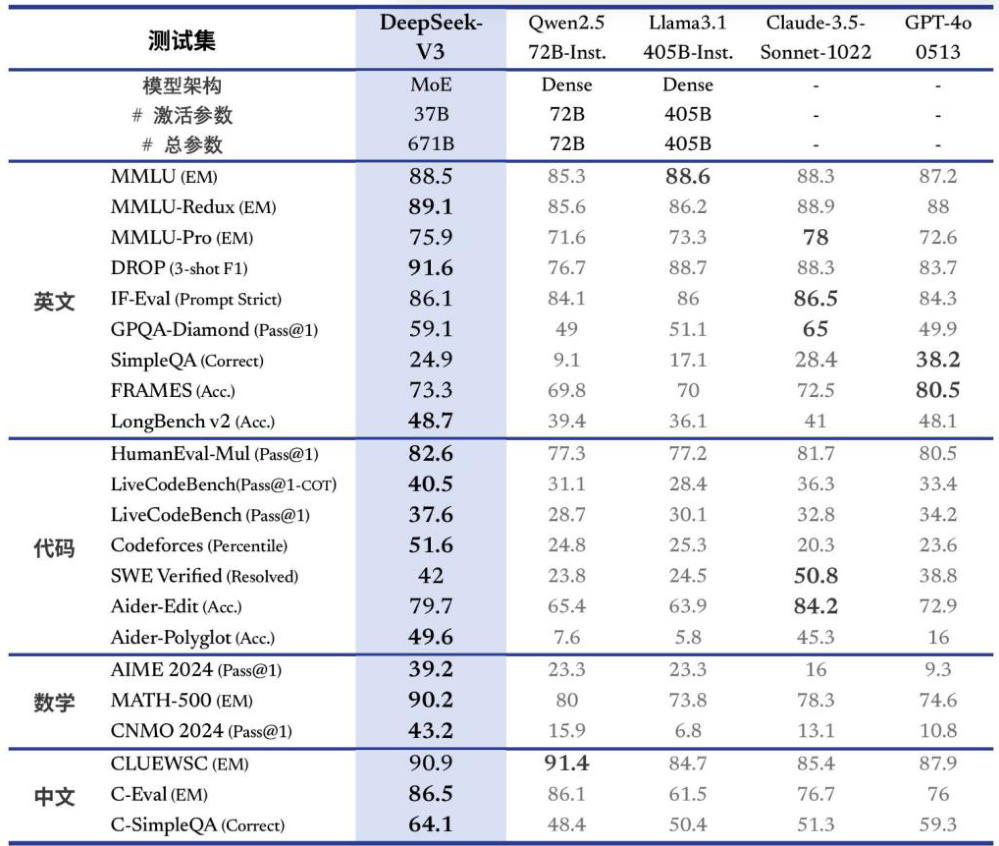 测试集 DeepSeek-V3 Qwen2.5 72B-Inst. Llama3.1 405B-Inst. Claude-3.5-Sonnet-1022 GPT-4o 0513
模型架构 MoE Dense Dense - -
# 激活参数 37B 72B 405B - -
# 总参数 671B 72B 405B - -
英文
MMLU (EM) 88.5 85.3 88.6 88.3 87.2
MMLU-Redux (EM) 89.1 85.6 86.2 88.9 88
MMLU-Pro (EM) 75.9 71.6 73.3 78 72.6
DROP (3-shot F1) 91.6 76.7 88.7 88.3 83.7
IF-Eval (Prompt Strict) 86.1 84.1 86 86.5 84.3
GPQA-Diamond (Pass@1) 59.1 49 51.1 65 49.9
SimpleQA (Correct) 24.9 9.1 17.1 28.4 38.2
FRAMES (Acc.) 73.3 69.8 70 72.5 80.5
LongBench v2 (Acc.) 48.7 39.4 36.1 41 48.1
代码
HumanEval-Mul (Pass@1) 82.6 77.3 77.2 81.7 80.5
LiveCodeBench(Pass@1-COT) 40.5 31.1 28.4 36.3 33.4
LiveCodeBench (Pass@1) 37.6 28.7 30.1 32.8 34.2
Codeforces (Percentile) 51.6 24.8 25.3 20.3 23.6
SWE Verified (Resolved) 42 23.8 24.5 50.8 38.8
Aider-Edit (Acc.) 79.7 65.4 63.9 84.2 72.9
Aider-Polyglot (Acc.) 49.6 7.6 5.8 45.3 16
数学
AIME 2024 (Pass@1) 39.2 23.3 23.3 16 9.3
MATH-500 (EM) 90.2 80 73.8 78.3 74.6
CNMO 2024 (Pass@1) 43.2 15.9 6.8 13.1 10.8
中文
CLUEWSC (EM) 90.9 91.4 84.7 85.4 87.9
C-Eval (EM) 86.5 86.1 61.5 76.7 76
C-SimpleQA (Correct) 64.1 48.4 50.4 51.3 59.3